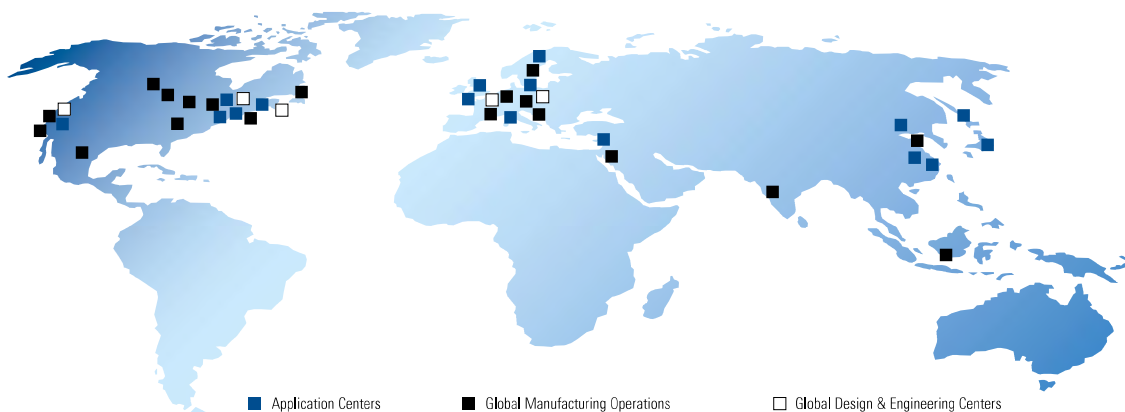 Application Centers
Global Manufacturing Operations
Global Design & Engineering Centers